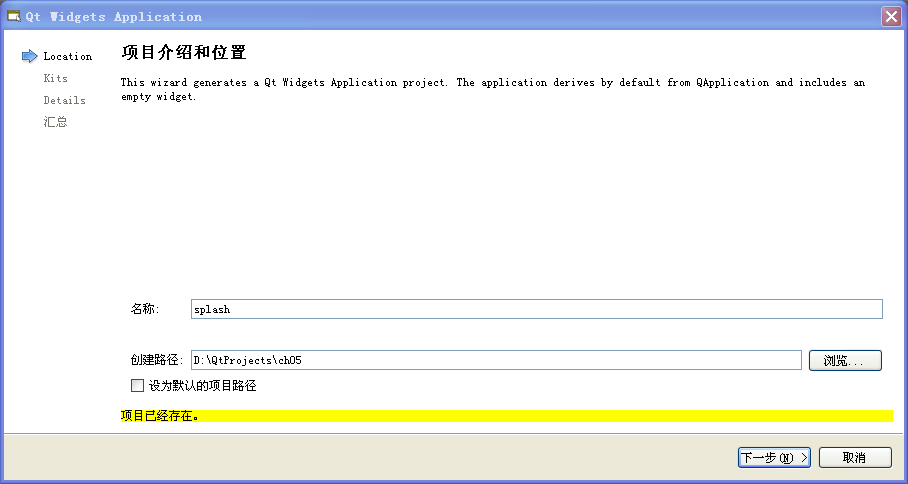 Qt Widgets Application
Location
Kits
Details
汇总
项目介绍和位置
This wizard generates a Qt Widgets Application project. The application derives by default from QApplication and includes an
empty widget.
名称:
splash
创建路径:
D:\QtProjects\ch05
浏览...
设为默认的项目路径
项目已经存在。
下一步(N) >
取消